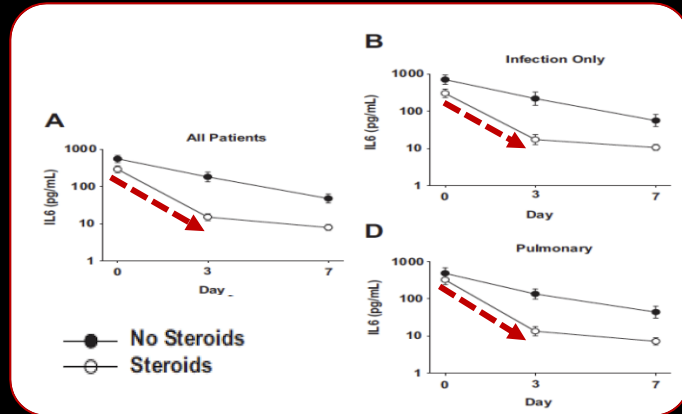 A
All Patients
IL6 (pg/mL)
1000
100
10
1
0 3 7
Day
No Steroids
Steroids
B
Infection Only
IL6 (pg/mL)
1000
100
10
1
0 3 7
Day
D
Pulmonary
IL6 (pg/mL)
1000
100
10
1
0 3 7
Day